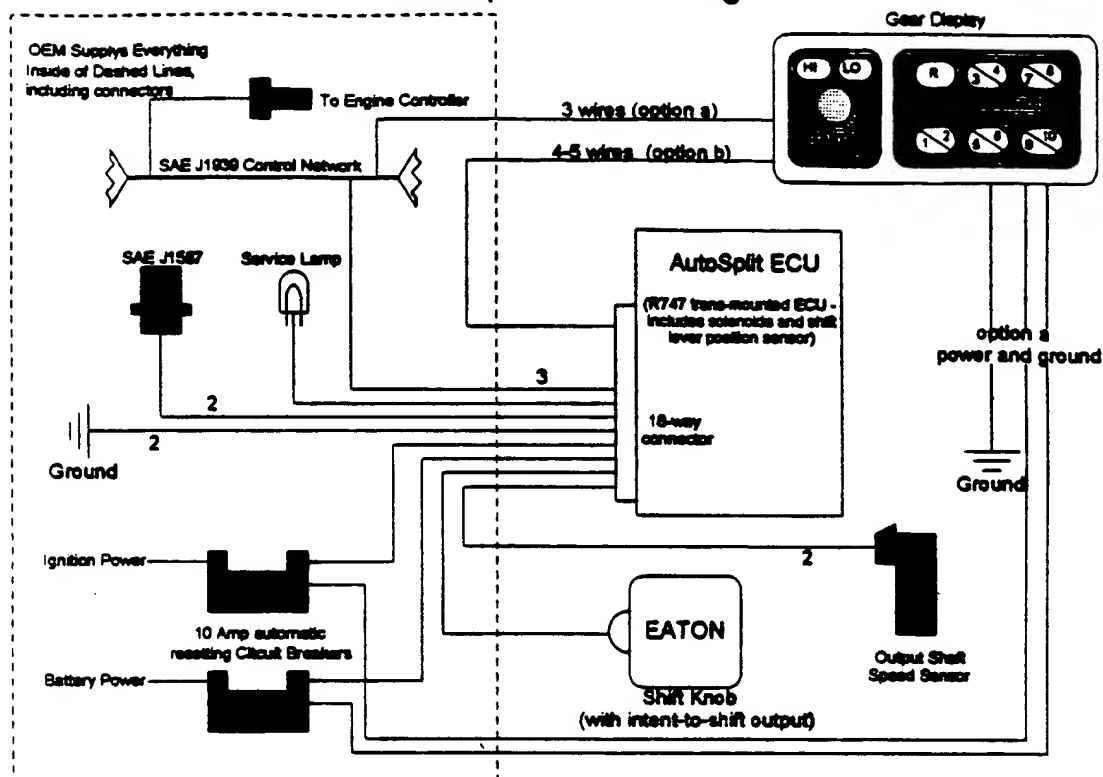 Gear Display
OEM Supplys Everything
Inside of Dashed Lines,
including connectors
To Engine Controller
3 wires (option a)
HI LO
R 3 4 7 8
1 2 5 6 9 10
4-5 wires (option b)
SAE J1939 Control Network
SAE J1587
Service Lamp
AutoSplit ECU
(R747 trans-mounted ECU -
includes solenoids and shift
lever position sensor)
option a
power and ground
3
2
2
18-way
connector
Ground
Ground
Ignition Power
2
10 Amp automatic
resetting Circuit Breakers
EATON
Output Shaft
Speed Sensor
Battery Power
Shift Knob
(with intent-to-shift output)